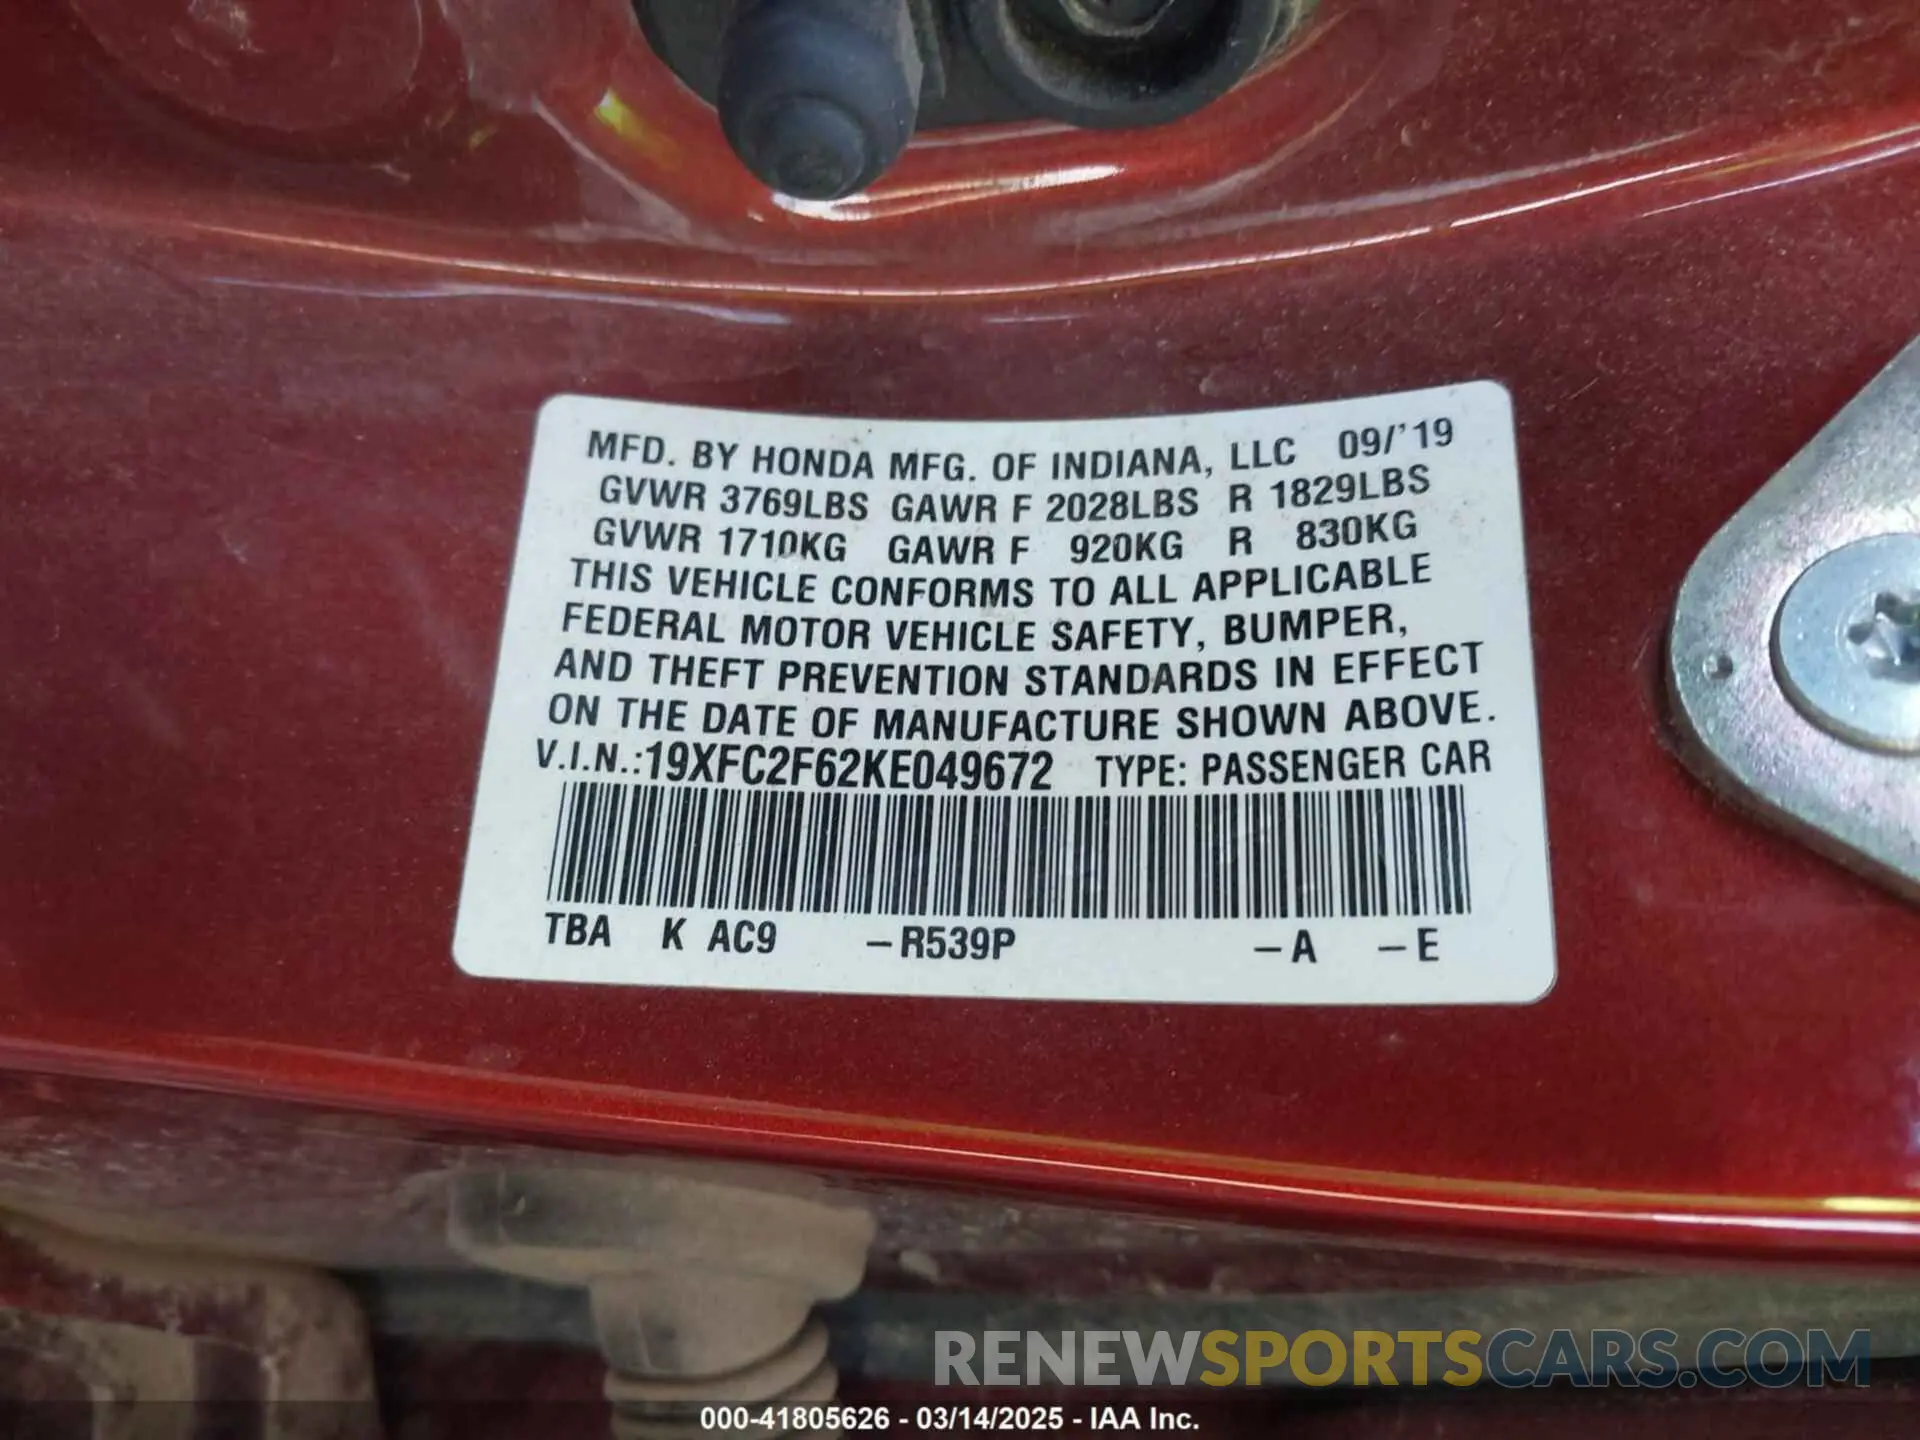 MFD. BY HONDA MFG. OF INDIANA, LLC 09/'19
GVWR 3769LBS GAWR F 2028LBS R 1829LBS
GVWR 1710KG GAWR F 920KG R 830KG
THIS VEHICLE CONFORMS TO ALL APPLICABLE
FEDERAL MOTOR VEHICLE SAFETY, BUMPER,
AND THEFT PREVENTION STANDARDS IN EFFECT
ON THE DATE OF MANUFACTURE SHOWN ABOVE.
V.I.N.:19XFC2F62KE049672 TYPE: PASSENGER CAR
TBA K AC9 –R539P –A –E
RENEWSPORTSCARS.COM
000-41805626 - 03/14/2025 - IAA Inc.